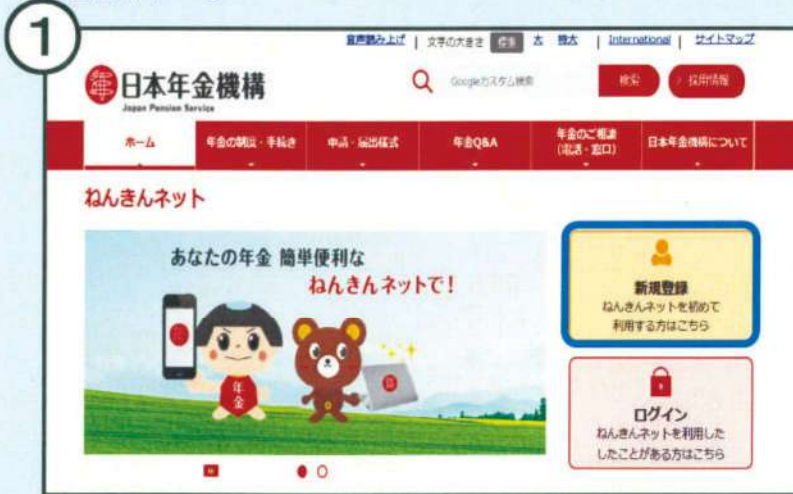 1
音声読み上げ | 文字の大きさ 標準 大 特大 | International | サイトマップ
年 日本年金機構
Japan Pension Service
Googleカスタム検索 検索 > 採用情報
ホーム 年金の制度・手続き 申請・届出様式 年金Q&A 年金のご相談(電話・窓口) 日本年金機構について
ねんきんネット
あなたの年金 簡単便利な
ねんきんネットで!
年金
新規登録
ねんきんネットを初めて
利用する方はこちら
ログイン
ねんきんネットを利用した
したことがある方はこちら